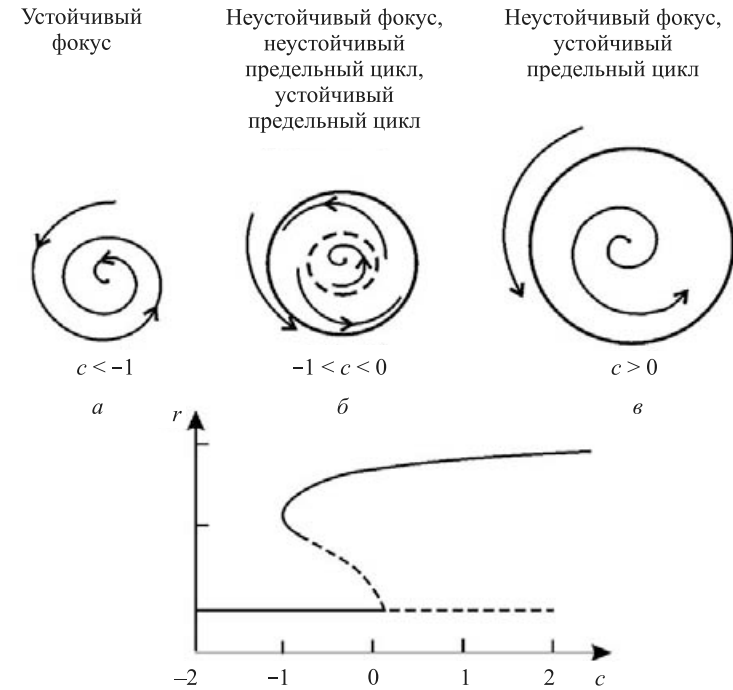 Устойчивый
фокус
Неустойчивый фокус,
неустойчивый
предельный цикл,
устойчивый
предельный цикл
Неустойчивый фокус,
устойчивый
предельный цикл
c < −1
−1 < c < 0
c > 0
а
б
в
r
−2
−1
0
1
2
c